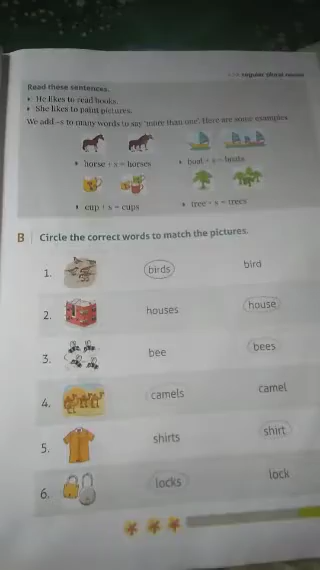 regular plural nouns
Read these sentences.
He likes to read books.
She likes to paint pictures.
We add -s to many words to say 'more than one'. Here are some examples.
horse + s = horses
boat + s = boats
cup + s = cups
tree + s = trees
B Circle the correct words to match the pictures.
1. birds bird
2. houses house
3. bee bees
4. camels camel
5. shirts shirt
6. locks lock